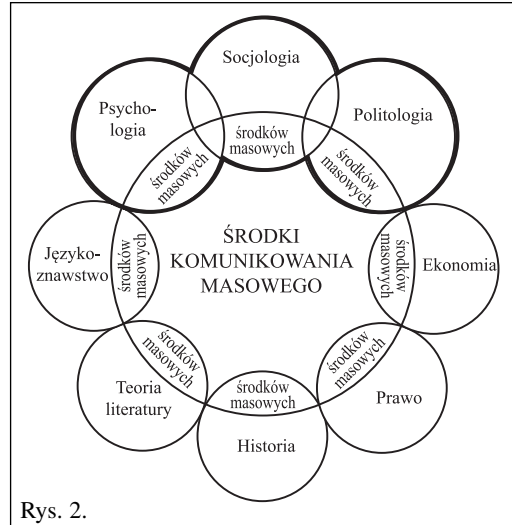 Socjologia
środków
masowych
Psycho-
logia
środków
masowych
Politologia
środków
masowych
Języko-
znawstwo
środków
masowych
ŚRODKI
KOMUNIKOWANIA
MASOWEGO
środków
masowych
Ekonomia
Teoria
literatury
środków
masowych
środków
masowych
Historia
środków
masowych
Prawo
Rys. 2.